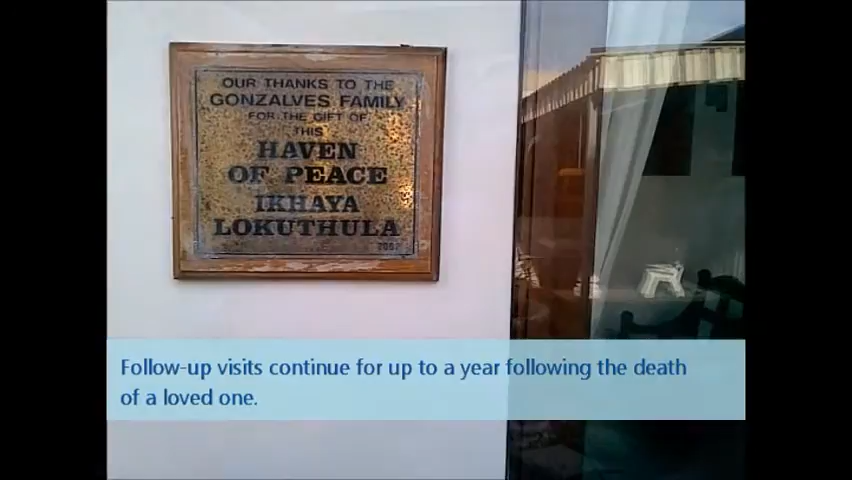 OUR THANKS TO THE
GONZALVES FAMILY
FOR THE GIFT OF
THIS
HAVEN
OF PEACE
IKHAYA
LOKUTHULA
Follow-up visits continue for up to a year following the death
of a loved one.